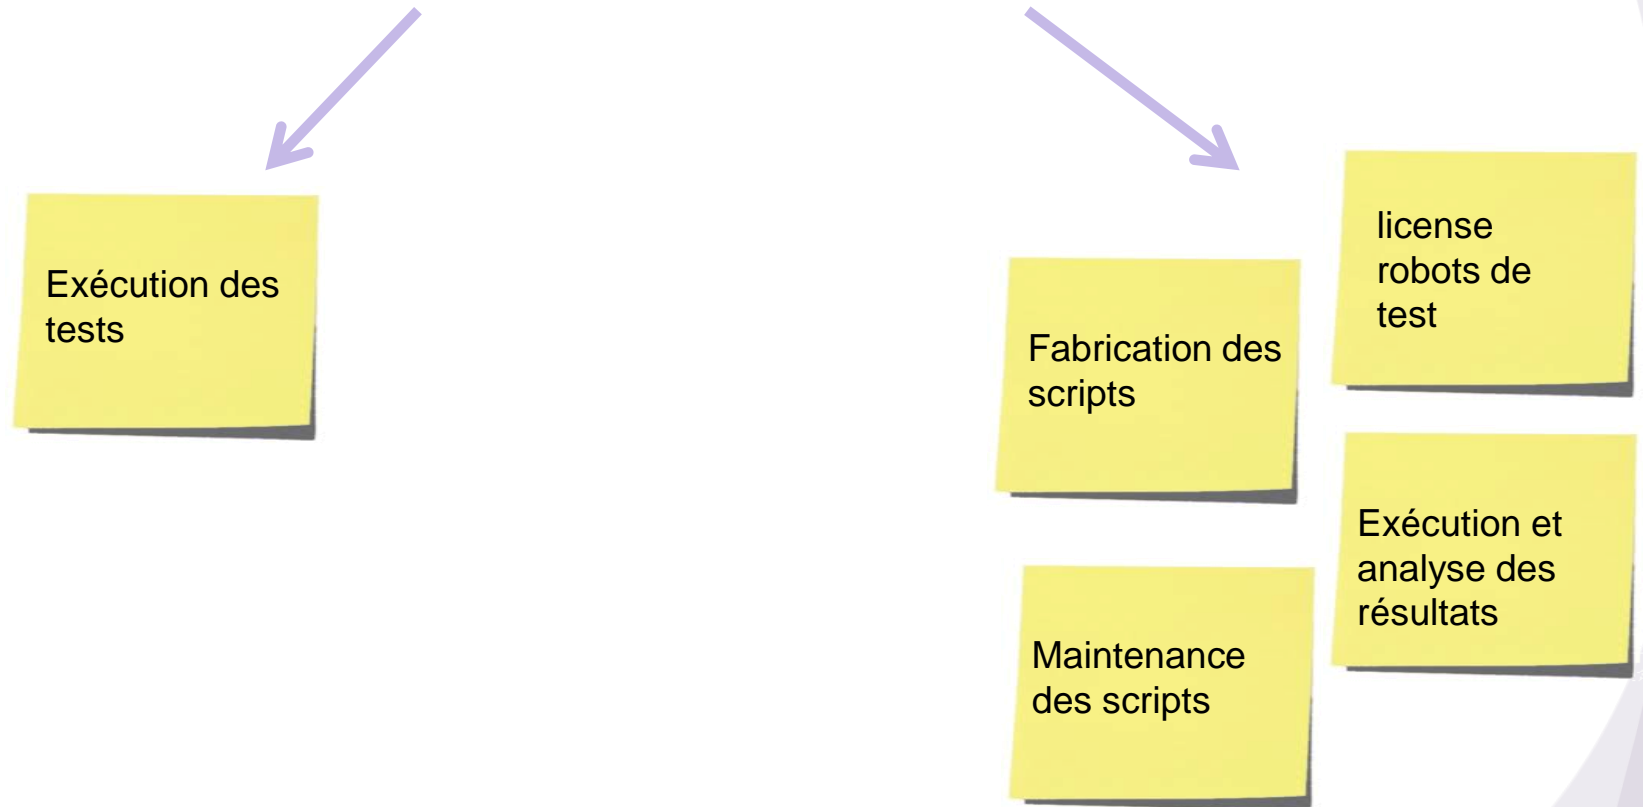 Exécution des
tests
Fabrication des
scripts
license
robots de
test
Maintenance
des scripts
Exécution et
analyse des
résultats